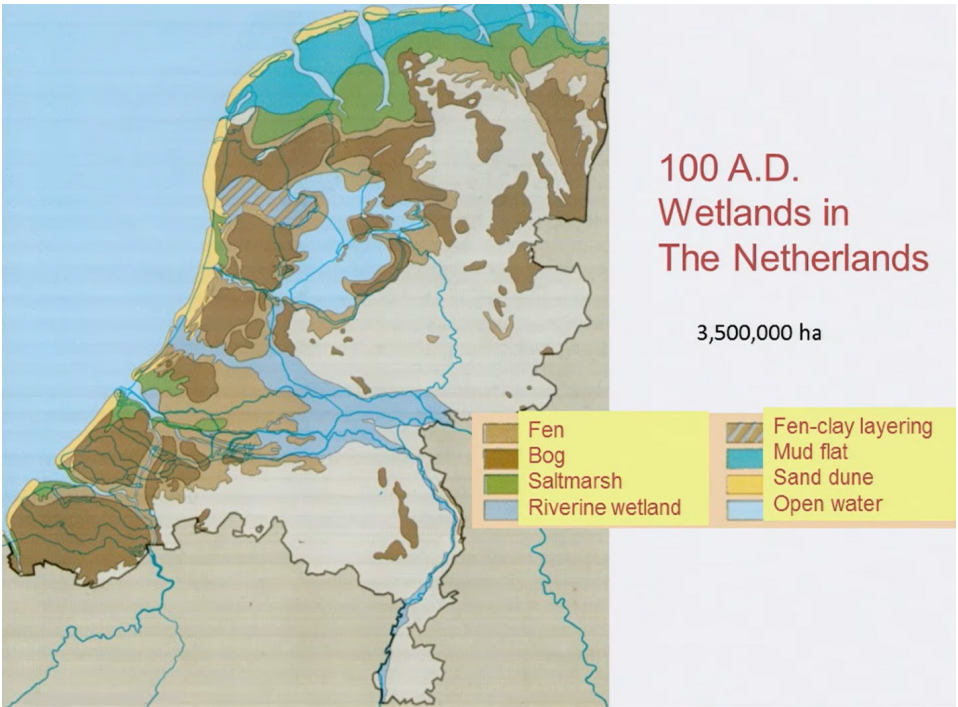 100 A.D.
Wetlands in
The Netherlands
3,500,000 ha
Fen
Bog
Saltmarsh
Riverine wetland
Fen-clay layering
Mud flat
Sand dune
Open water